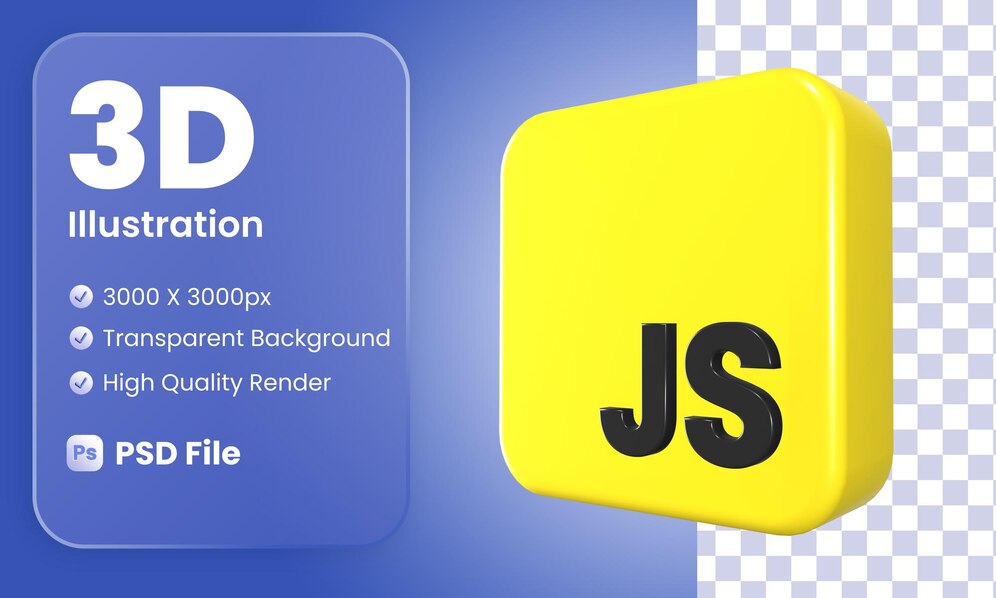 3D
Illustration
3000 X 3000px
Transparent Background
High Quality Render
Ps PSD File
JS